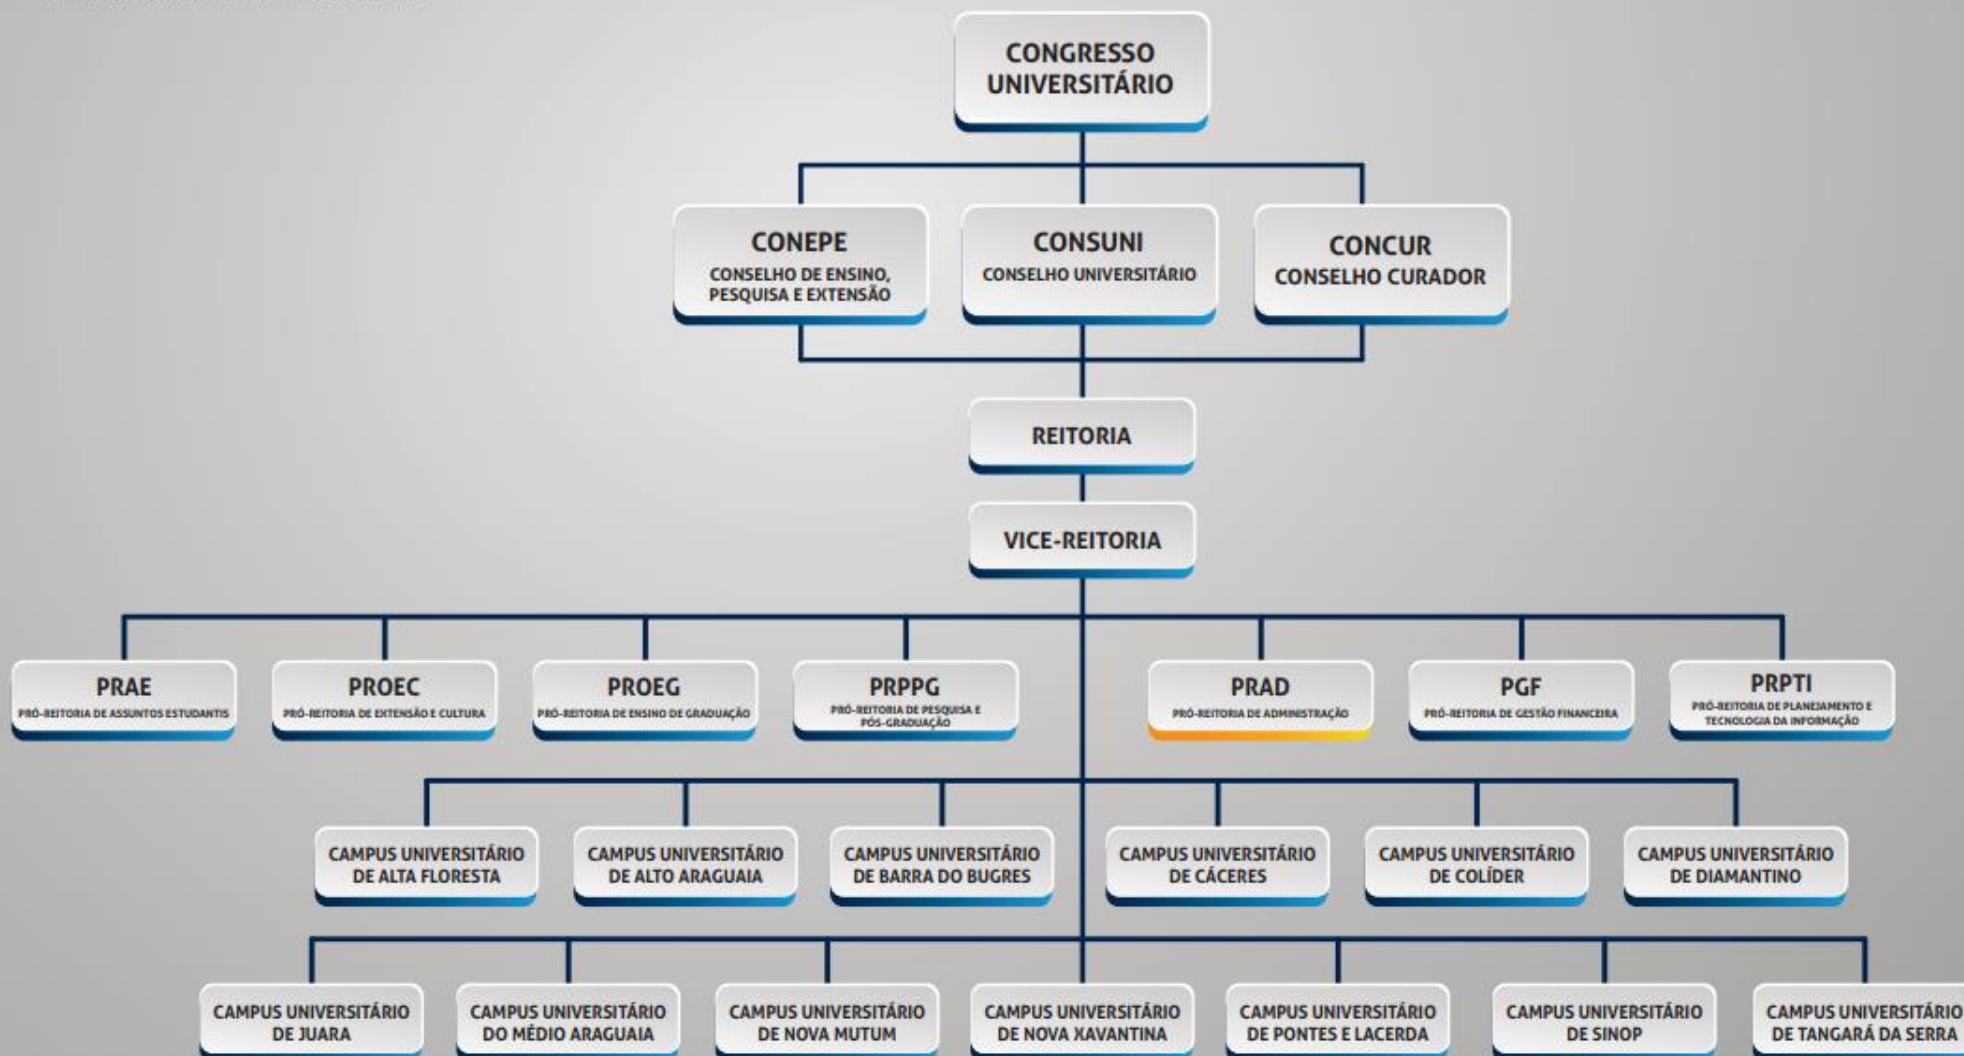 CONGRESSO
UNIVERSITÁRIO
CONEPE
CONSELHO DE ENSINO,
PESQUISA E EXTENSÃO
CONSUNI
CONSELHO UNIVERSITÁRIO
CONCUR
CONSELHO CURADOR
REITORIA
VICE-REITORIA
PRAE
PRÓ-REITORIA DE ASSUNTOS ESTUDANTIS
PROEC
PRÓ-REITORIA DE EXTENSÃO E CULTURA
PROEG
PRÓ-REITORIA DE ENSINO DE GRADUAÇÃO
PRPPG
PRÓ-REITORIA DE PESQUISA E
PÓS-GRADUAÇÃO
PRAD
PRÓ-REITORIA DE ADMINISTRAÇÃO
PGF
PRÓ-REITORIA DE GESTÃO FINANCEIRA
PRPTI
PRÓ-REITORIA DE PLANEJAMENTO E
TECNOLOGIA DA INFORMAÇÃO
CAMPUS UNIVERSITÁRIO
DE ALTA FLORESTA
CAMPUS UNIVERSITÁRIO
DE ALTO ARAGUAIA
CAMPUS UNIVERSITÁRIO
DE BARRA DO BUGRES
CAMPUS UNIVERSITÁRIO
DE CÁCERES
CAMPUS UNIVERSITÁRIO
DE COLÍDER
CAMPUS UNIVERSITÁRIO
DE DIAMANTINO
CAMPUS UNIVERSITÁRIO
DE JUARA
CAMPUS UNIVERSITÁRIO
DO MÉDIO ARAGUAIA
CAMPUS UNIVERSITÁRIO
DE NOVA MUTUM
CAMPUS UNIVERSITÁRIO
DE NOVA XAVANTINA
CAMPUS UNIVERSITÁRIO
DE PONTES E LACERDA
CAMPUS UNIVERSITÁRIO
DE SINOP
CAMPUS UNIVERSITÁRIO
DE TANGARÁ DA SERRA